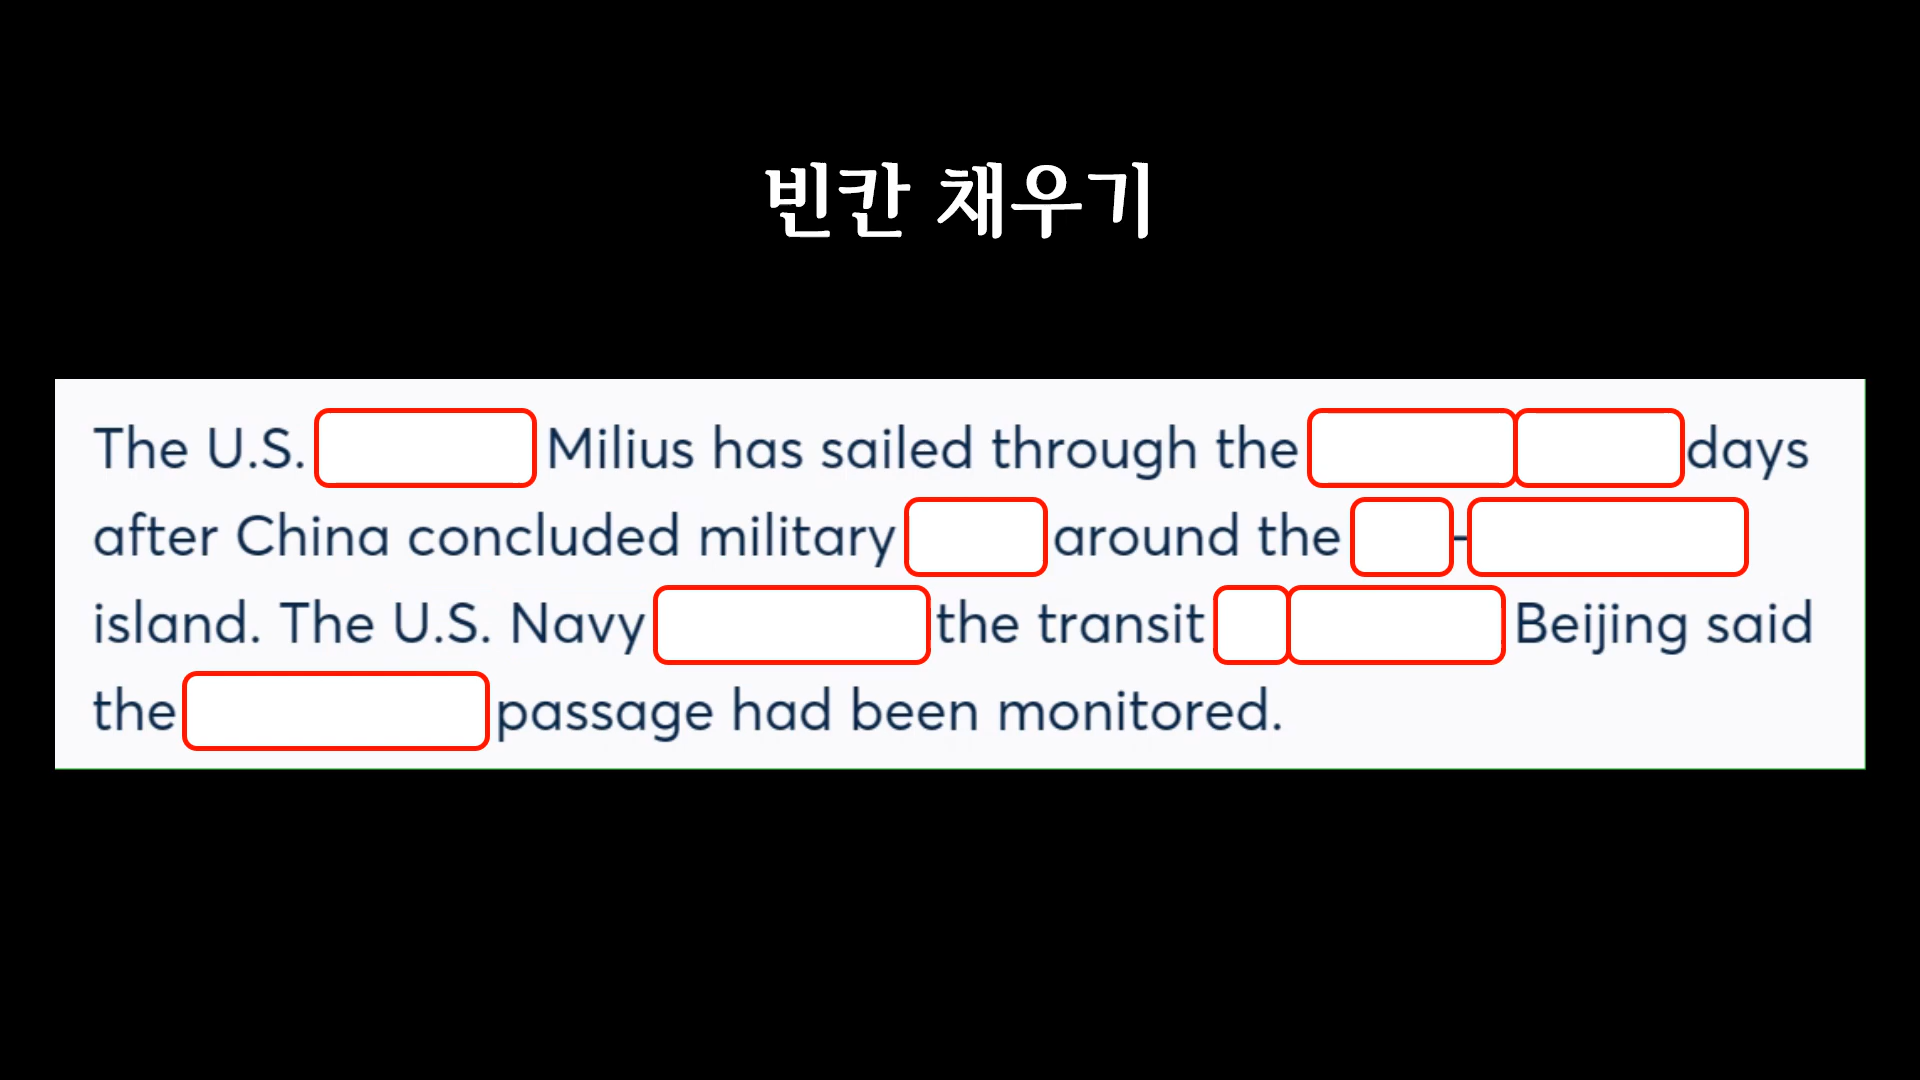 빈칸 채우기
The U.S. Milius has sailed through the days
after China concluded military around the -
island. The U.S. Navy the transit Beijing said
the passage had been monitored.